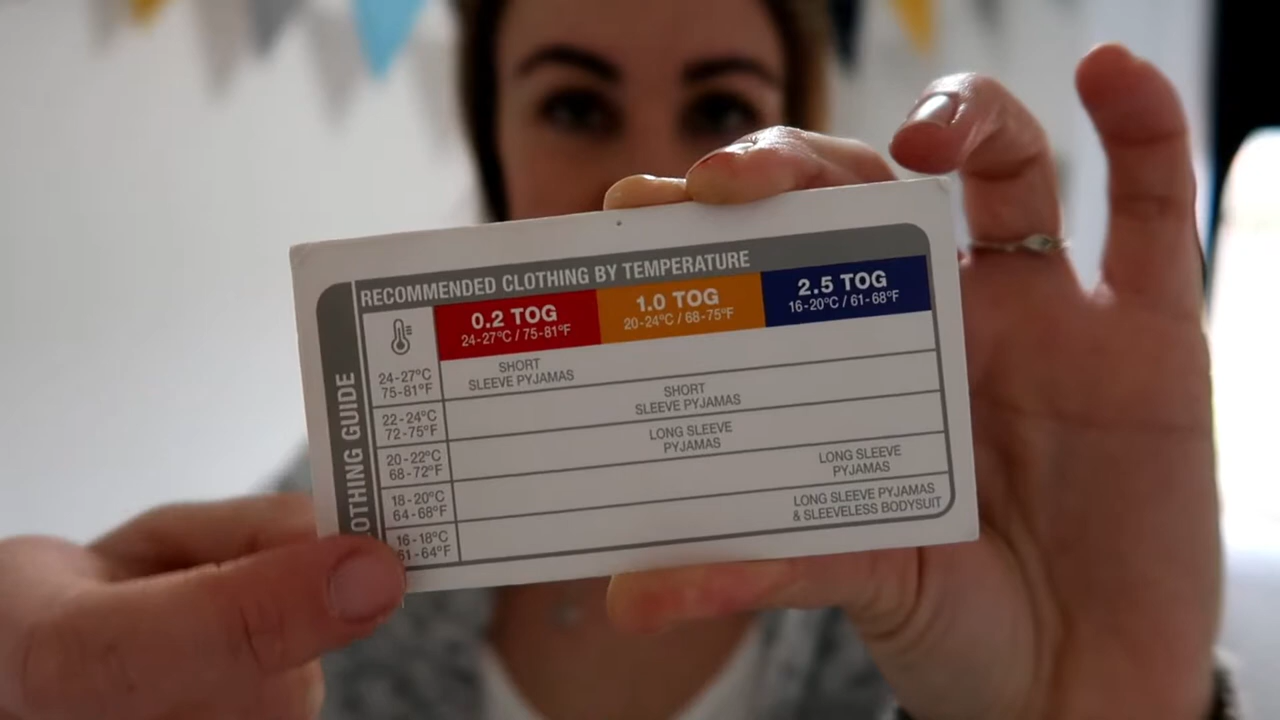 RECOMMENDED CLOTHING BY TEMPERATURE
OTHING GUIDE
0.2 TOG
24-27°C / 75-81°F
1.0 TOG
20-24°C / 68-75°F
2.5 TOG
16-20°C / 61-68°F
24-27°C
75-81°F
SHORT
SLEEVE PYJAMAS
22-24°C
72-75°F
SHORT
SLEEVE PYJAMAS
20-22°C
68-72°F
LONG SLEEVE
PYJAMAS
18-20°C
64-68°F
LONG SLEEVE
PYJAMAS
16-18°C
61-64°F
LONG SLEEVE PYJAMAS
& SLEEVELESS BODYSUIT